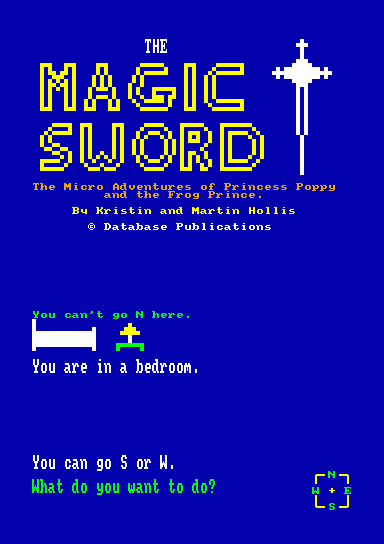 THE
MAGIC
SWORD
The Micro Adventures of Princess Poppy
and the Frog Prince.
By Kristin and Martin Hollis
© Database Publications
You can't go N here.
You are in a bedroom.
You can go S or W.
What do you want to do?
N
W + E
S